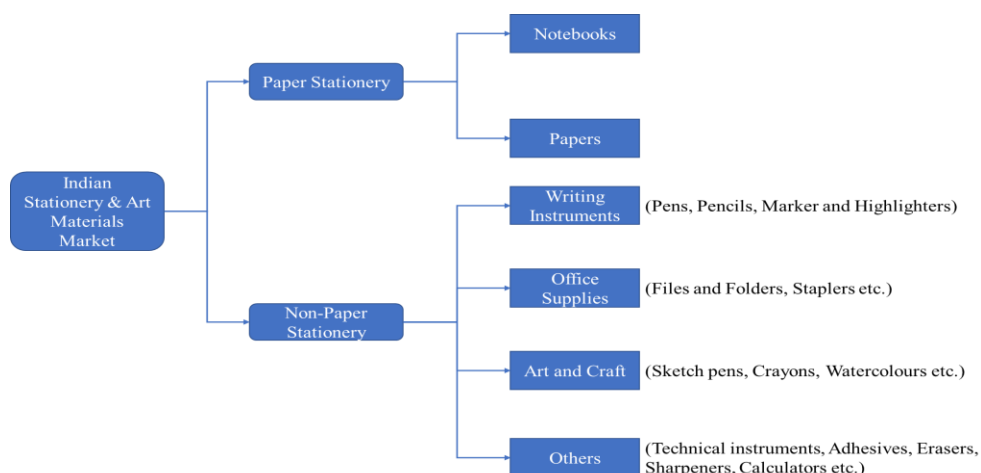 Notebooks
Paper Stationery
Papers
Indian
Stationery & Art
Materials
Market
Writing
Instruments
(Pens, Pencils, Marker and Highlighters)
Office
Supplies
(Files and Folders, Staplers etc.)
Non-Paper
Stationery
Art and Craft
(Sketch pens, Crayons, Watercolours etc.)
Others
(Technical instruments, Adhesives, Erasers,
Sharpeners, Calculators etc.)